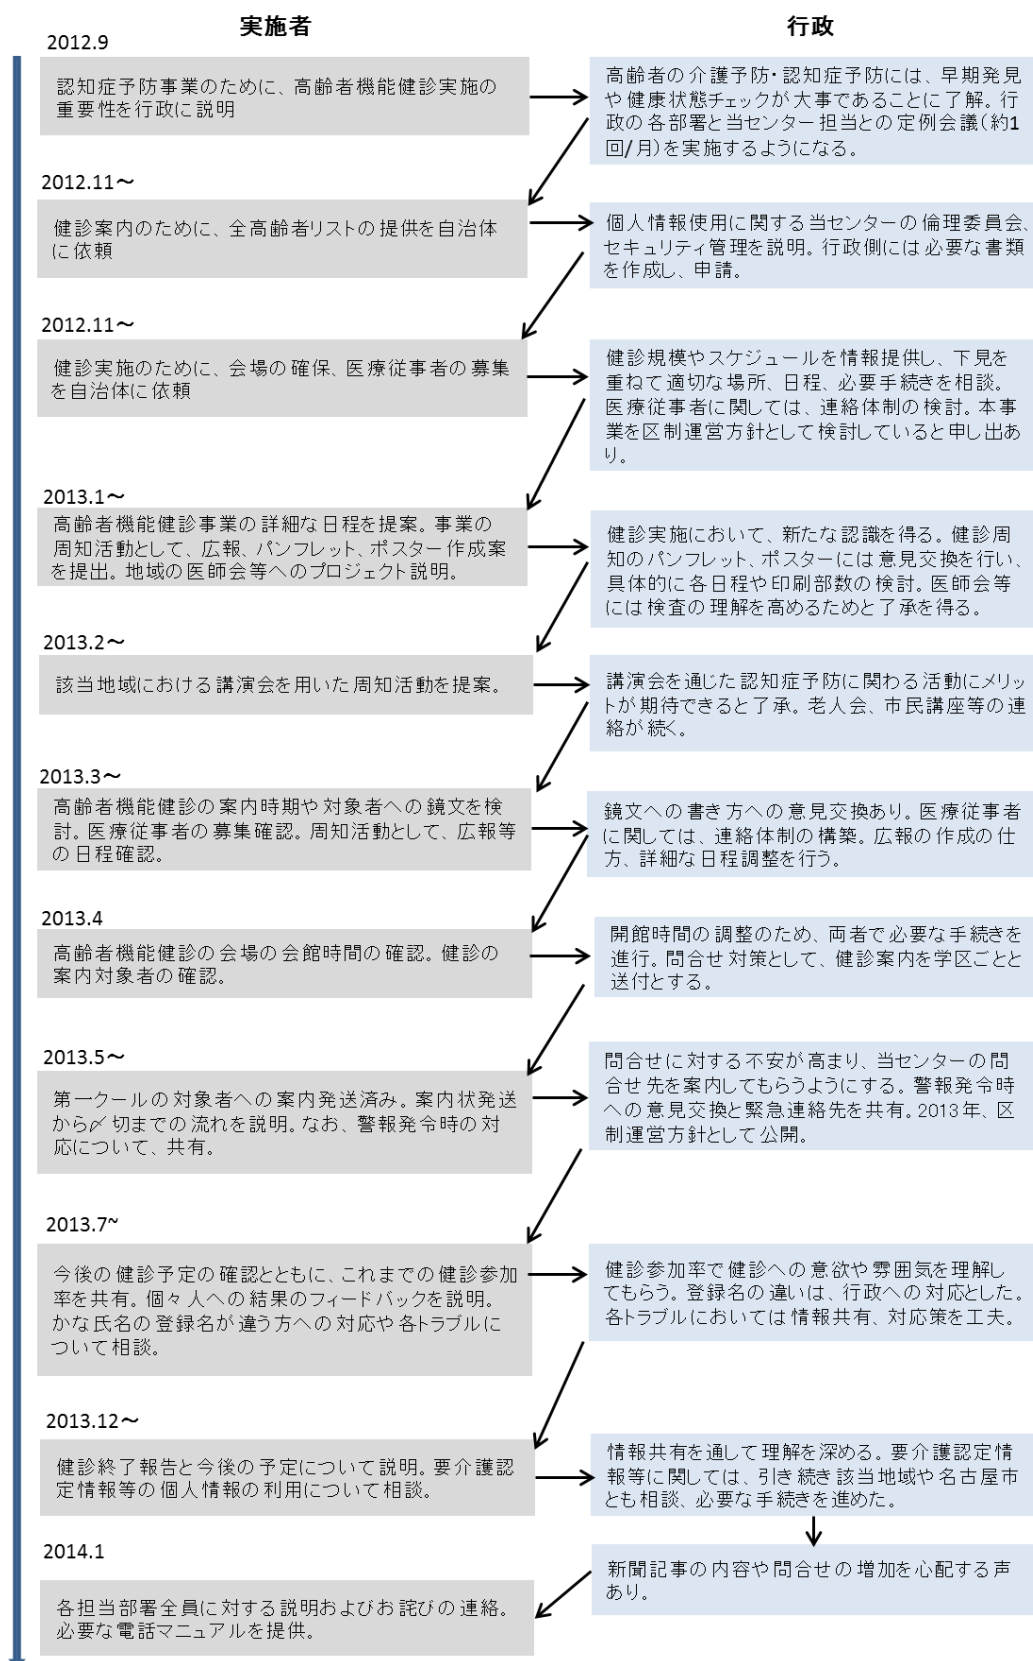 実施者
行政
2012.9
認知症予防事業のために、高齢者機能健診実施の
重要性を行政に説明
高齢者の介護予防・認知症予防には、早期発見
や健康状態チェックが大事であることに了解。行
政の各部署と当センター担当との定例会議(約1
回/月)を実施するようになる。
2012.11～
健診案内のために、全高齢者リストの提供を自治体
に依頼
個人情報使用に関する当センターの倫理委員会、
セキュリティ管理を説明。行政側には必要な書類
を作成し、申請。
2012.11～
健診実施のために、会場の確保、医療従事者の募集
を自治体に依頼
健診規模やスケジュールを情報提供し、下見を
重ねて適切な場所、日程、必要手続きを相談。
医療従事者に関しては、連絡体制の検討。本事
業を区制運営方針として検討していると申し出あ
り。
2013.1～
高齢者機能健診事業の詳細な日程を提案。事業の
周知活動として、広報、パンフレット、ポスター作成案
を提出。地域の医師会等へのプロジェクト説明。
健診実施において、新たな認識を得る。健診周
知のパンフレット、ポスターには意見交換を行い、
具体的に各日程や印刷部数の検討。医師会等
には検査の理解を高めるためと了承を得る。
2013.2～
該当地域における講演会を用いた周知活動を提案。
講演会を通じた認知症予防に関わる活動にメリッ
トが期待できると了承。老人会、市民講座等の連
絡が続く。
2013.3～
高齢者機能健診の案内時期や対象者への鏡文を検
討。医療従事者の募集確認。周知活動として、広報等
の日程確認。
鏡文への書き方への意見交換あり。医療従事者
に関しては、連絡体制の構築。広報の作成の仕
方、詳細な日程調整を行う。
2013.4
高齢者機能健診の会場の会館時間の確認。健診の
案内対象者の確認。
開館時間の調整のため、両者で必要な手続きを
進行。問合せ対策として、健診案内を学区ごとと
送付とする。
2013.5～
第一クールの対象者への案内発送済み。案内状発送
から〆切までの流れを説明。なお、警報発令時の対
応について、共有。
問合せに対する不安が高まり、当センターの問
合せ先を案内してもらうようにする。警報発令時
への意見交換と緊急連絡先を共有。2013年、区
制運営方針として公開。
2013.7~
今後の健診予定の確認とともに、これまでの健診参加
率を共有。個々人への結果のフィードバックを説明。
かな氏名の登録名が違う方への対応や各トラブルに
ついて相談。
健診参加率で健診への意欲や雰囲気を理解し
てもらう。登録名の違いは、行政への対応とした。
各トラブルにおいては情報共有、対応策を工夫。
2013.12～
健診終了報告と今後の予定について説明。要介護認
定情報等の個人情報の利用について相談。
情報共有を通して理解を深める。要介護認定情
報等に関しては、引き続き該当地域や名古屋市
とも相談、必要な手続きを進めた。
2014.1
新聞記事の内容や問合せの増加を心配する声
あり。
各担当部署全員に対する説明およびお詫びの連絡。
必要な電話マニュアルを提供。